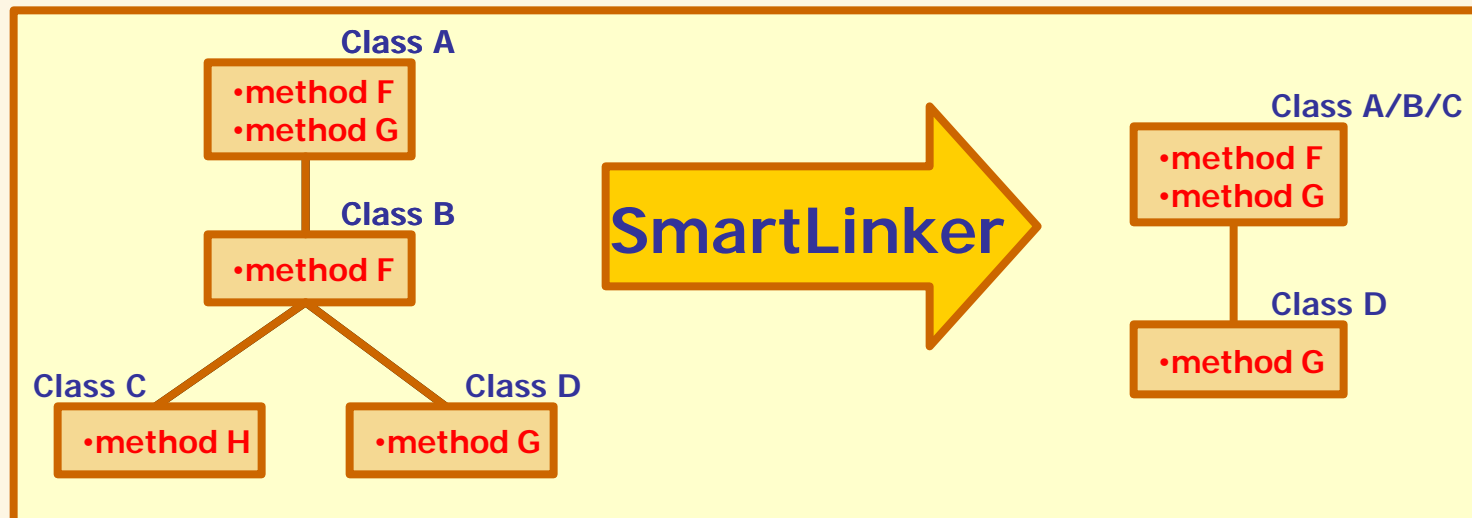 Class A
•method F
•method G
Class B
•method F
Class C
•method H
Class D
•method G
SmartLinker
Class A/B/C
•method F
•method G
Class D
•method G